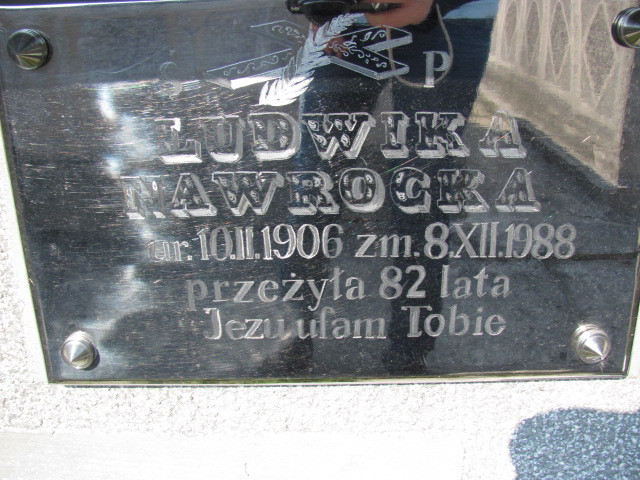 Ś P
LUDWIKA
NAWROCKA
ur. 10.II.1906 zm. 8.XII.1988
przeżyła 82 lata
Jezu ufam Tobie